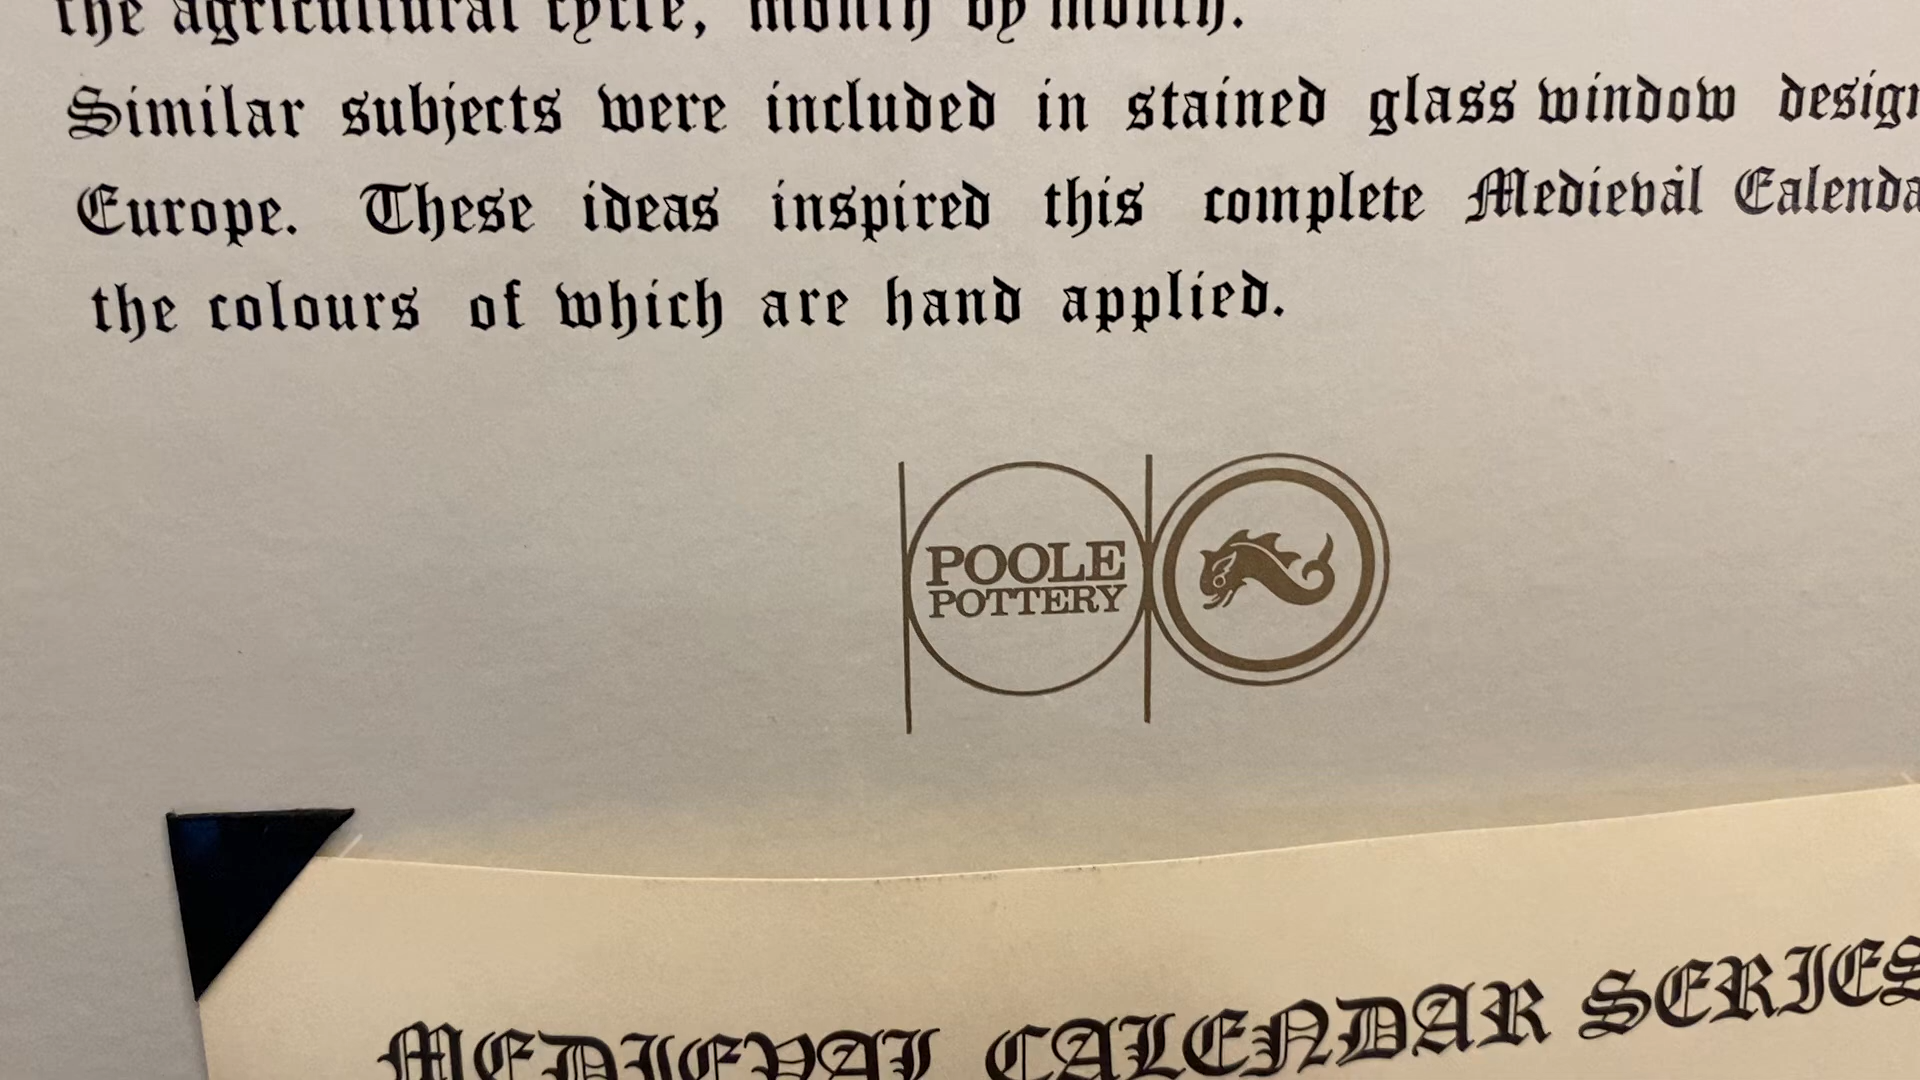 the agricultural cycle, month by month.
Similar subjects were included in stained glass window design
Europe. These ideas inspired this complete Medieval Calenda
the colours of which are hand applied.
POOLE
POTTERY
MEDIEVAL CALENDAR SERIES